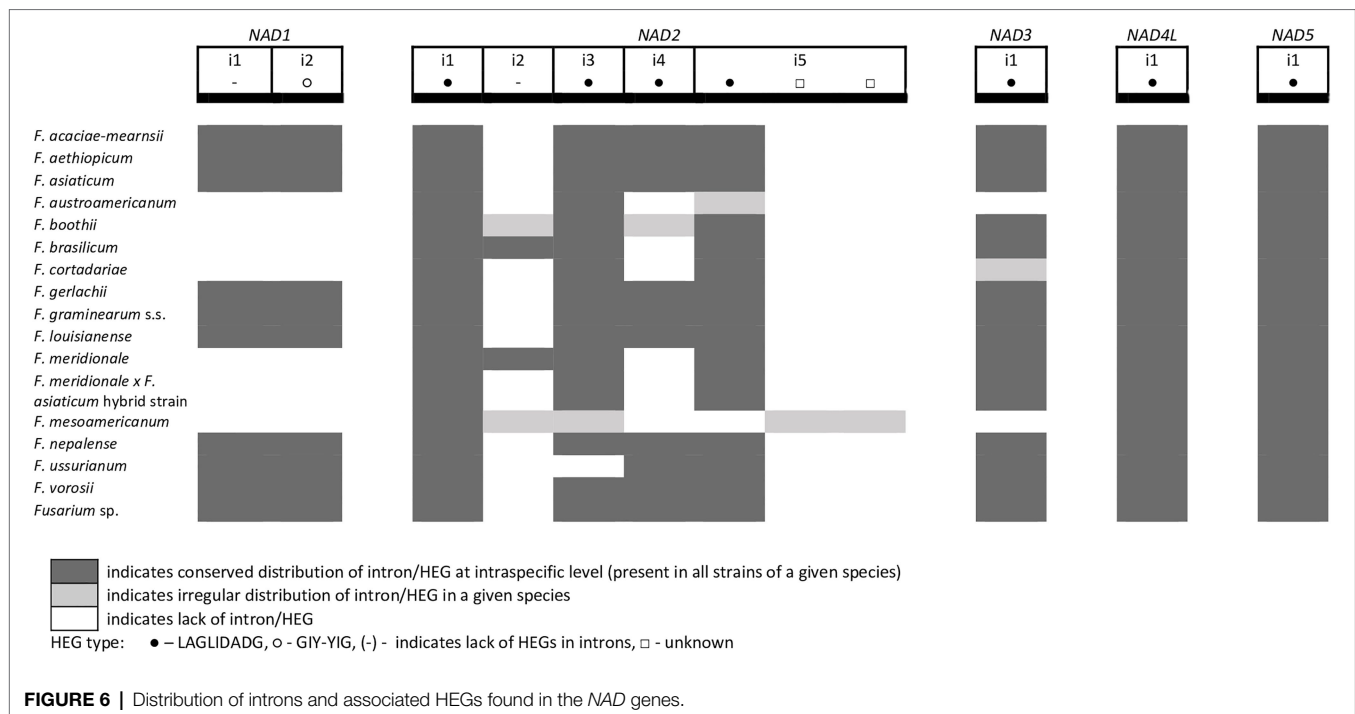 NAD1 NAD2 NAD3 NAD4L NAD5
i1 i2 i1 i2 i3 i4 i5 i1 i1 i1
- ○ ● - ● ● ● □ □ ● ● ●
F. acaciae-mearnsii
F. aethiopicum
F. asiaticum
F. austroamericanum
F. boothii
F. brasilicum
F. cortadariae
F. gerlachii
F. graminearum s.s.
F. louisianense
F. meridionale
F. meridionale x F.
asiaticum hybrid strain
F. mesoamericanum
F. nepalense
F. ussurianum
F. vorosii
Fusarium sp.
indicates conserved distribution of intron/HEG at intraspecific level (present in all strains of a given species)
indicates irregular distribution of intron/HEG in a given species
indicates lack of intron/HEG
HEG type: ● – LAGLIDADG, ○ - GIY-YIG, (-) - indicates lack of HEGs in introns, □ - unknown
FIGURE 6 | Distribution of introns and associated HEGs found in the NAD genes.